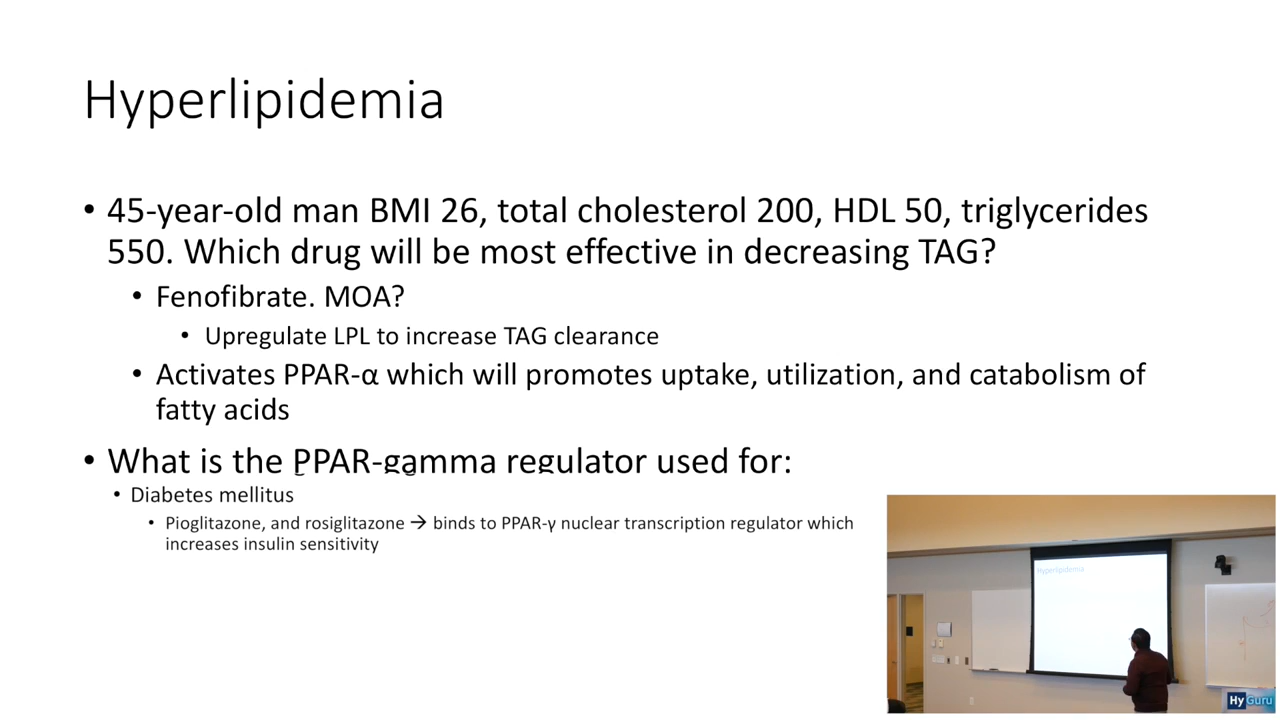 Hyperlipidemia
• 45-year-old man BMI 26, total cholesterol 200, HDL 50, triglycerides
550. Which drug will be most effective in decreasing TAG?
• Fenofibrate. MOA?
• Upregulate LPL to increase TAG clearance
• Activates PPAR-α which will promotes uptake, utilization, and catabolism of
fatty acids
• What is the PPAR-gamma regulator used for:
• Diabetes mellitus
• Pioglitazone, and rosiglitazone → binds to PPAR-γ nuclear transcription regulator which
increases insulin sensitivity
Hyperlipidemia
HyGuru